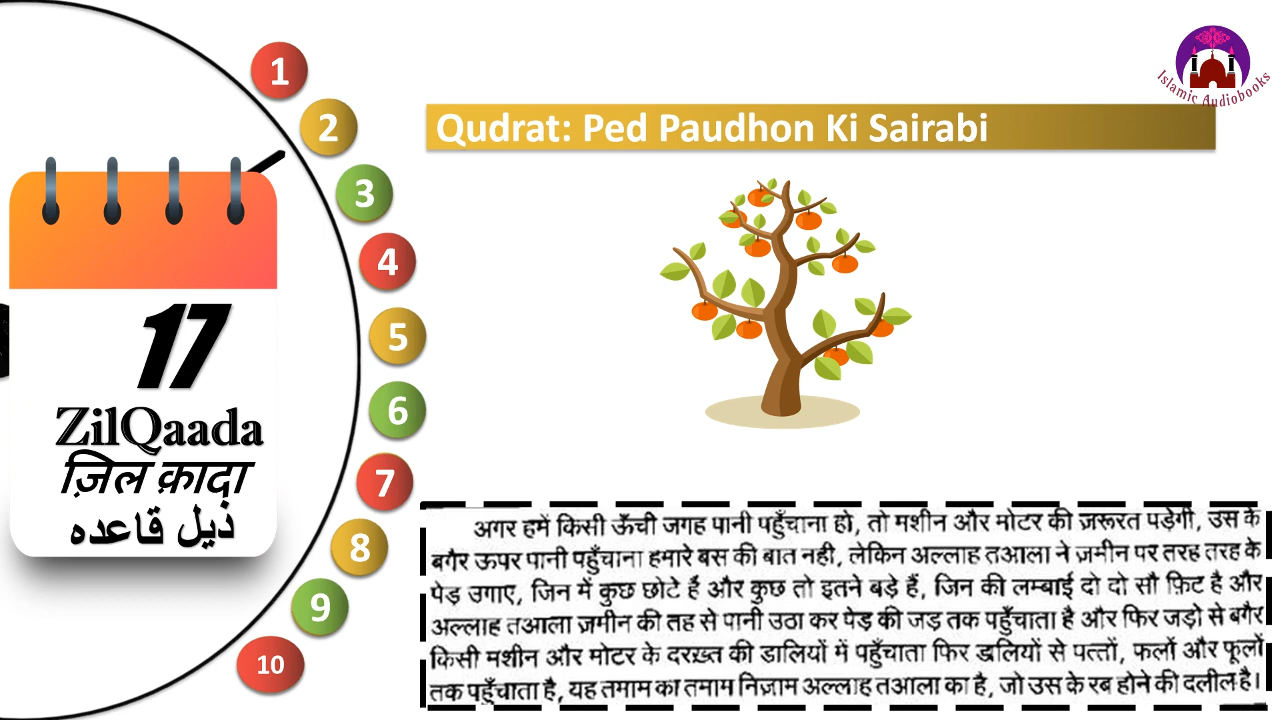 1
2
3
4
5
6
7
8
9
10
Islamic Audiobooks
Qudrat: Ped Paudhon Ki Sairabi
17
ZilQaada
ज़िल क़ादा
ذیل قاعدہ
अगर हमें किसी ऊँची जगह पानी पहुँचाना हो, तो मशीन और मोटर की ज़रूरत पड़ेगी, उस के
बगैर ऊपर पानी पहुँचाना हमारे बस की बात नही, लेकिन अल्लाह तआला ने ज़मीन पर तरह तरह के
पेड़ उगाए, जिन में कुछ छोटे हैं और कुछ तो इतने बड़े हैं, जिन की लम्बाई दो दो सौ फ़िट है और
अल्लाह तआला ज़मीन की तह से पानी उठा कर पेड़ की जड़ तक पहुँचाता है और फिर जड़ो से बगैर
किसी मशीन और मोटर के दरख़्त की डालियों में पहुँचाता फिर डालियों से पत्तों, फलों और फूलों
तक पहुँचाता है, यह तमाम का तमाम निज़ाम अल्लाह तआला का है, जो उस के रब होने की दलील है।